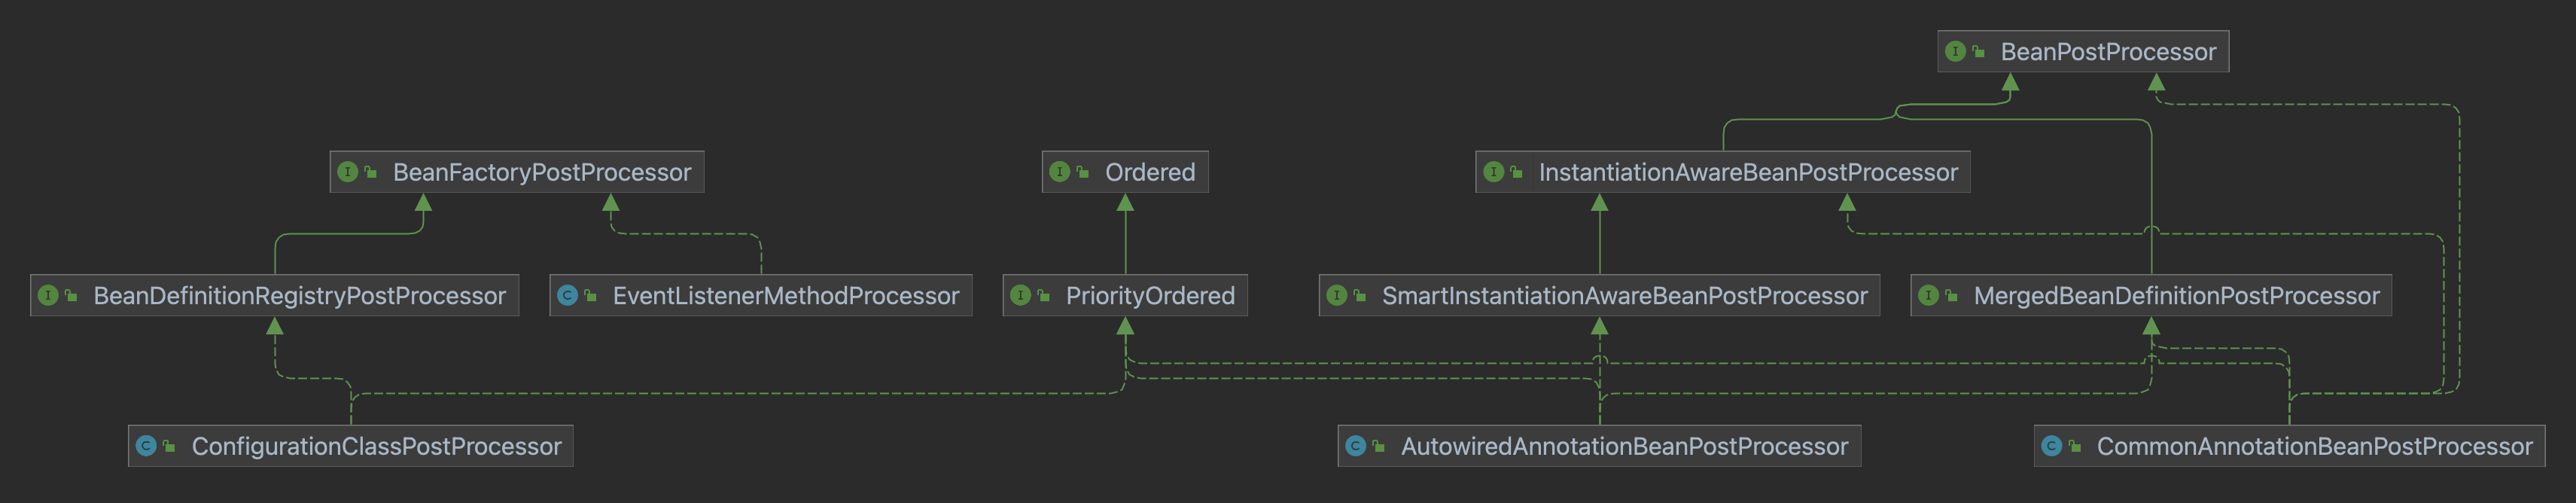 BeanPostProcessor
BeanFactoryPostProcessor
Ordered
InstantiationAwareBeanPostProcessor
BeanDefinitionRegistryPostProcessor
EventListenerMethodProcessor
PriorityOrdered
SmartInstantiationAwareBeanPostProcessor
MergedBeanDefinitionPostProcessor
ConfigurationClassPostProcessor
AutowiredAnnotationBeanPostProcessor
CommonAnnotationBeanPostProcessor